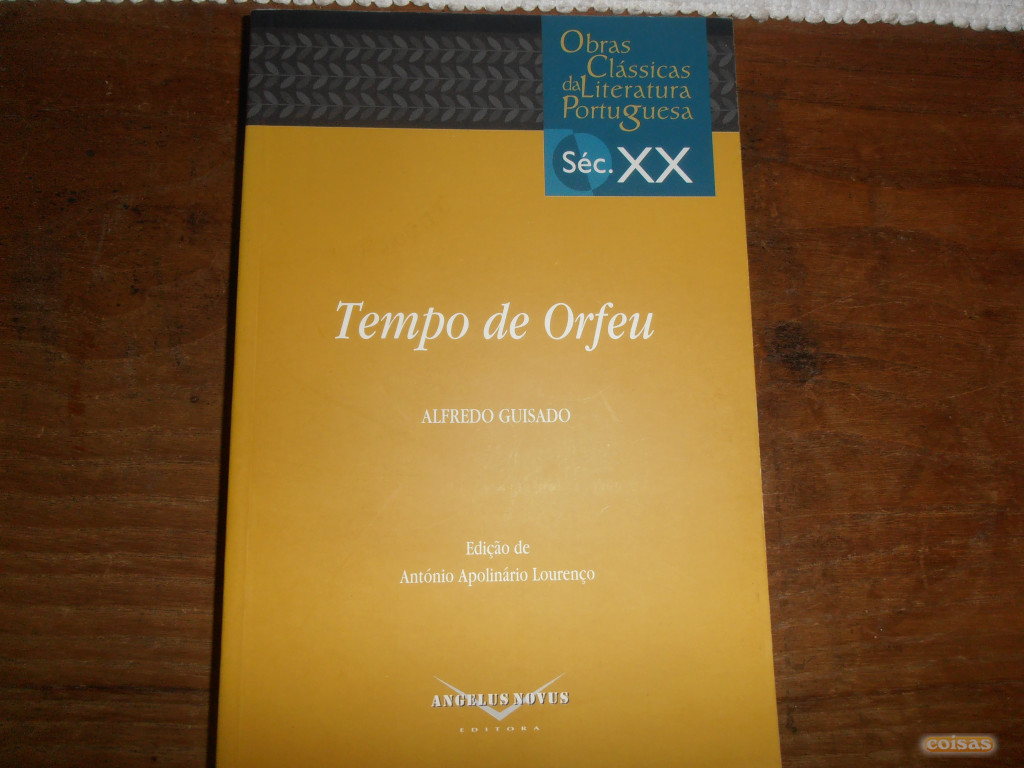 Obras
Clássicas
da Literatura
Portuguesa
Séc. XX
Tempo de Orfeu
ALFREDO GUISADO
Edição de
António Apolinário Lourenço
ANGELUS NOVUS
EDITORA
coisas